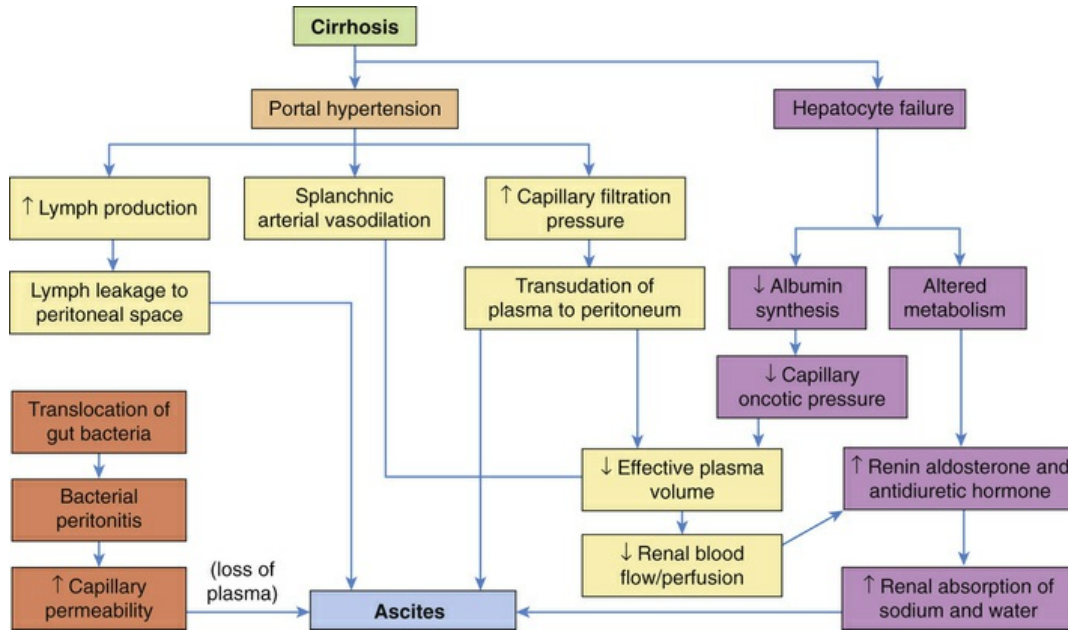 Cirrhosis
Portal hypertension
Hepatocyte failure
↑ Lymph production
Splanchnic
arterial vasodilation
↑ Capillary filtration
pressure
Lymph leakage to
peritoneal space
Transudation of
plasma to peritoneum
↓ Albumin
synthesis
Altered
metabolism
↓ Capillary
oncotic pressure
Translocation of
gut bacteria
↓ Effective plasma
volume
↑ Renin aldosterone and
antidiuretic hormone
Bacterial
peritonitis
↓ Renal blood
flow/perfusion
↑ Capillary
permeability
(loss of
plasma)
Ascites
↑ Renal absorption of
sodium and water